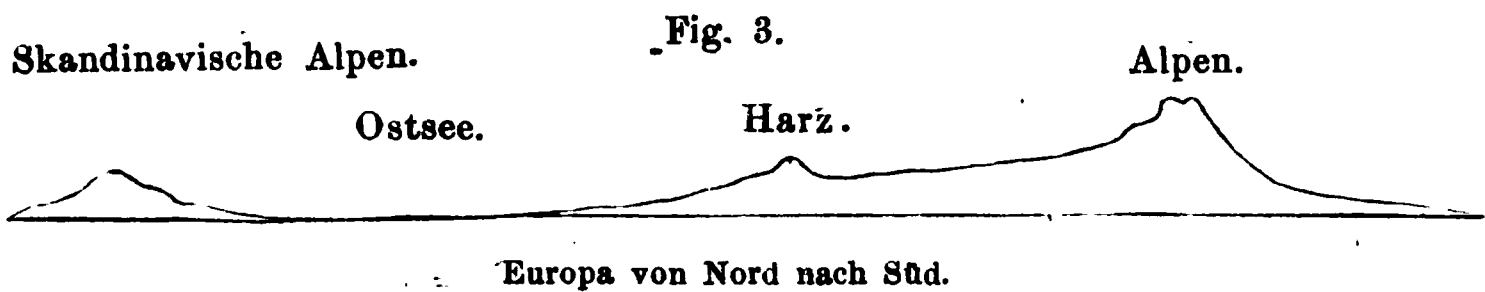 Fig. 3.
Skandinavische Alpen.
Alpen.
Ostsee.
Harz.
Europa von Nord nach Süd.